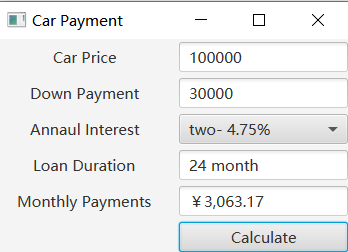 Car Payment
Car Price 100000
Down Payment 30000
Annaul Interest two- 4.75%
Loan Duration 24 month
Monthly Payments ￥3,063.17
Calculate